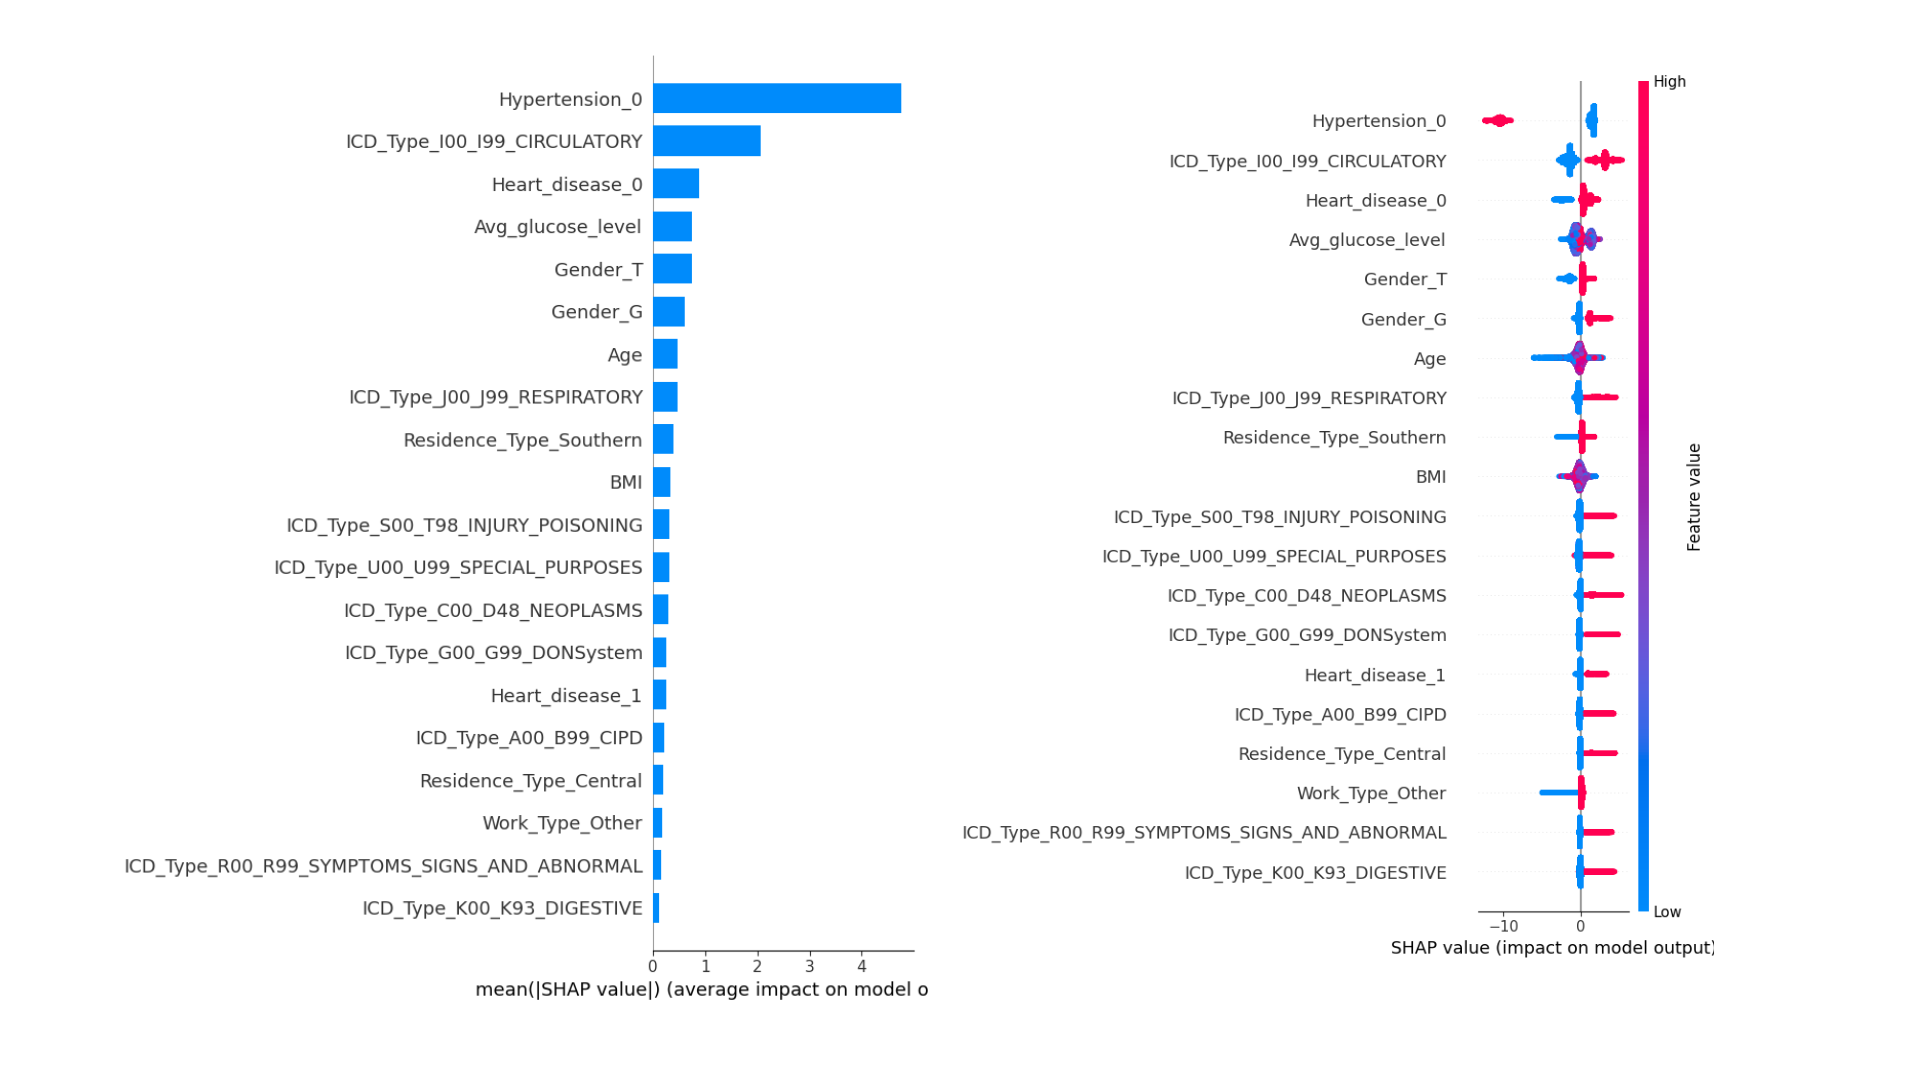 Hypertension_0
ICD_Type_I00_I99_CIRCULATORY
Heart_disease_0
Avg_glucose_level
Gender_T
Gender_G
Age
ICD_Type_J00_J99_RESPIRATORY
Residence_Type_Southern
BMI
ICD_Type_S00_T98_INJURY_POISONING
ICD_Type_U00_U99_SPECIAL_PURPOSES
ICD_Type_C00_D48_NEOPLASMS
ICD_Type_G00_G99_DONSystem
Heart_disease_1
ICD_Type_A00_B99_CIPD
Residence_Type_Central
Work_Type_Other
ICD_Type_R00_R99_SYMPTOMS_SIGNS_AND_ABNORMAL
ICD_Type_K00_K93_DIGESTIVE
0 1 2 3 4
mean(|SHAP value|) (average impact on model o
High
Hypertension_0
ICD_Type_I00_I99_CIRCULATORY
Heart_disease_0
Avg_glucose_level
Gender_T
Gender_G
Age
ICD_Type_J00_J99_RESPIRATORY
Residence_Type_Southern
BMI
ICD_Type_S00_T98_INJURY_POISONING
ICD_Type_U00_U99_SPECIAL_PURPOSES
ICD_Type_C00_D48_NEOPLASMS
ICD_Type_G00_G99_DONSystem
Heart_disease_1
ICD_Type_A00_B99_CIPD
Residence_Type_Central
Work_Type_Other
ICD_Type_R00_R99_SYMPTOMS_SIGNS_AND_ABNORMAL
ICD_Type_K00_K93_DIGESTIVE
Feature value
Low
−10 0
SHAP value (impact on model output)